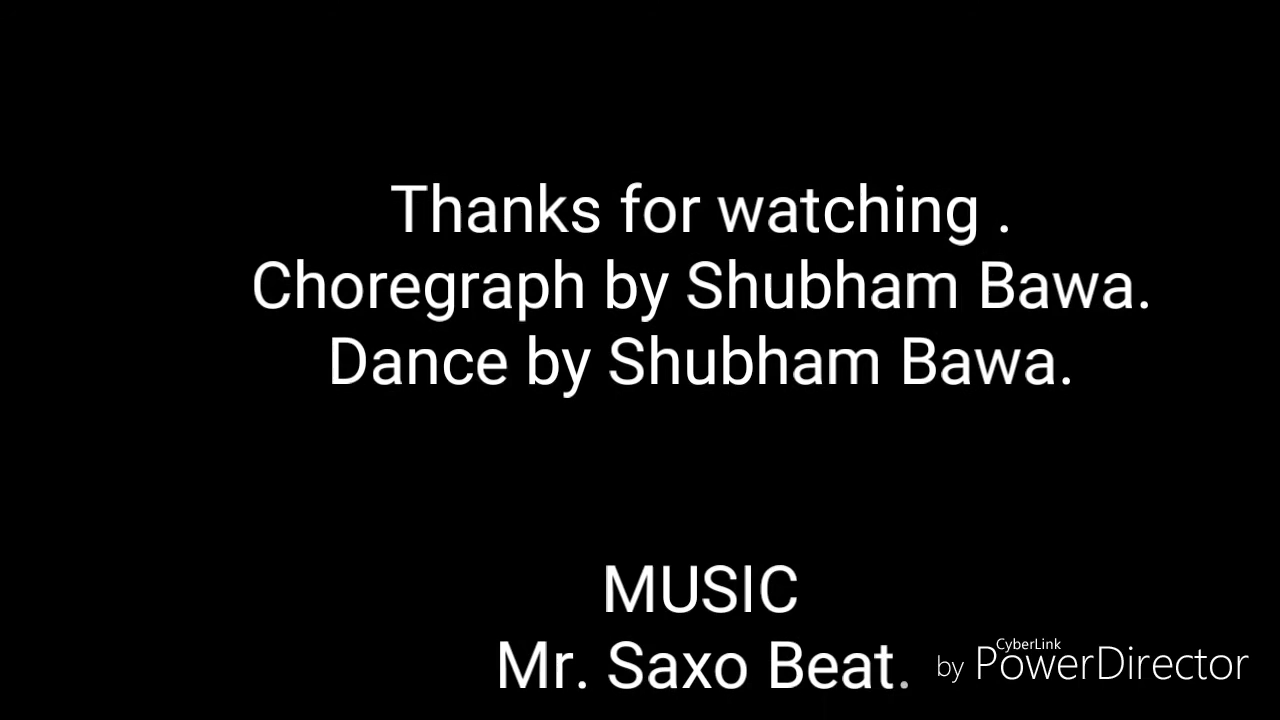 Thanks for watching .
Choregraph by Shubham Bawa.
Dance by Shubham Bawa.
MUSIC
Mr. Saxo Beat.
CyberLink
by PowerDirector